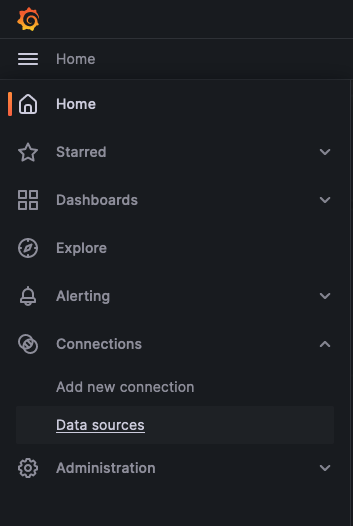 Home
Home
Starred
Dashboards
Explore
Alerting
Connections
Add new connection
Data sources
Administration